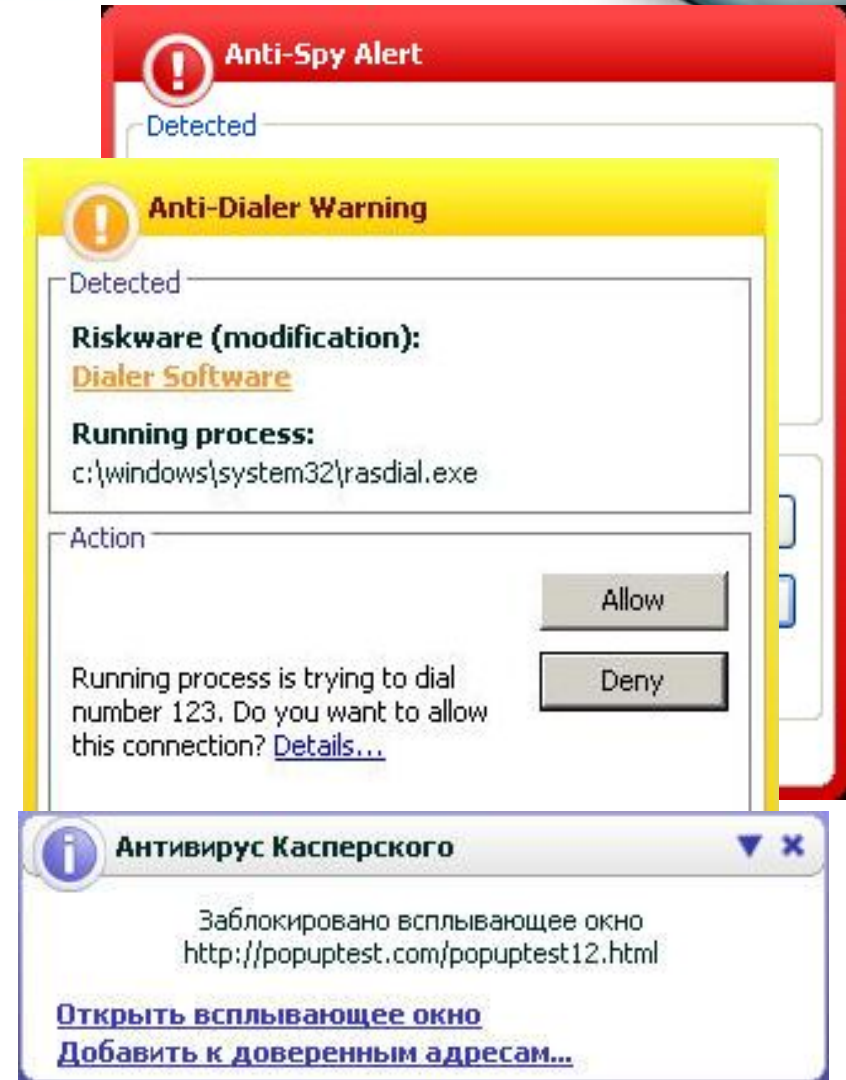 Anti-Spy Alert
Detected
Anti-Dialer Warning
Detected
Riskware (modification):
Dialer Software
Running process:
c:\windows\system32\rasdial.exe
Action
Allow
Running process is trying to dial
number 123. Do you want to allow
this connection? Details...
Deny
Антивирус Касперского
Заблокировано всплывающее окно
http://popuptest.com/popuptest12.html
Открыть всплывающее окно
Добавить к доверенным адресам...